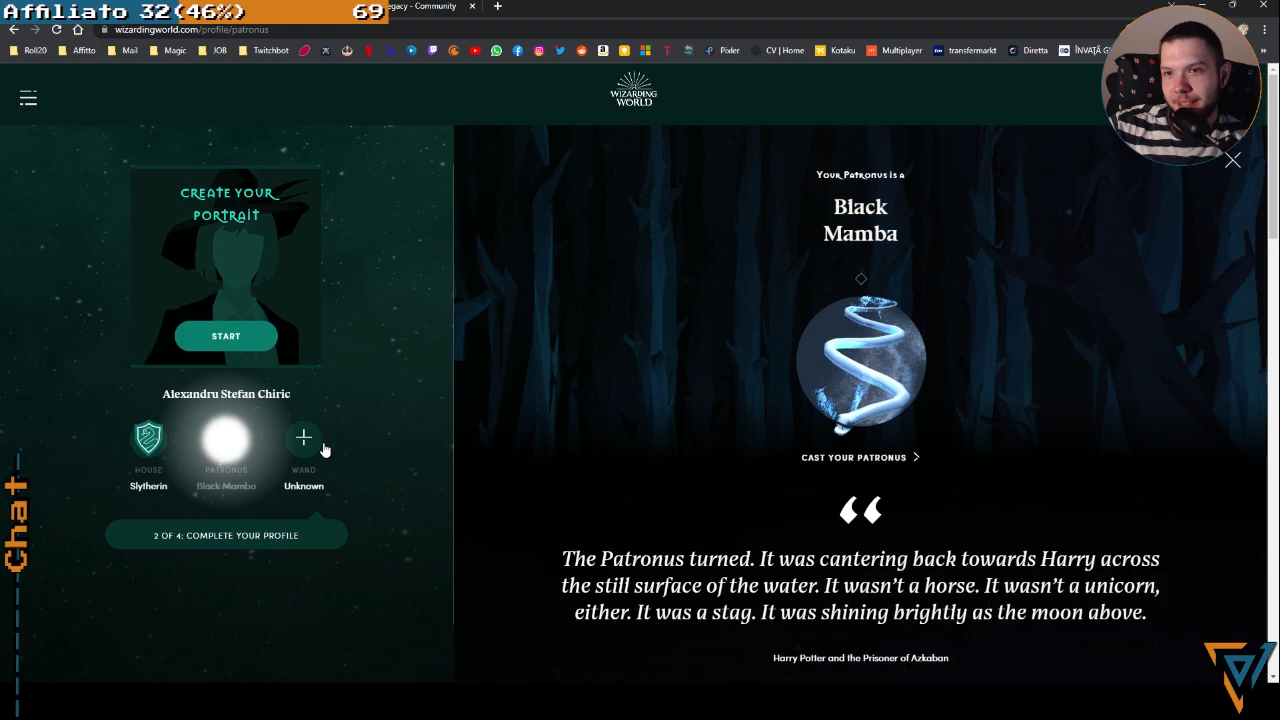 Affiliato 32(46%) 69
egacy - Community
wizardingworld.com/profile/patronus
Roll20 Affitto Mail Magic JOB Twitchbot Pixler CV | Home Kotaku Multiplayer transfermarkt Diretta ÎNVAȚĂ
WIZARDING
WORLD
CREATE YOUR
PORTRAIT
START
Alexandru Stefan Chiric
HOUSE PATRONUS WAND
Slytherin Black Mamba Unknown
2 OF 4: COMPLETE YOUR PROFILE
Your Patronus is a
Black
Mamba
CAST YOUR PATRONUS
“
The Patronus turned. It was cantering back towards Harry across
the still surface of the water. It wasn’t a horse. It wasn’t a unicorn,
either. It was a stag. It was shining brightly as the moon above.
Harry Potter and the Prisoner of Azkaban
Chat